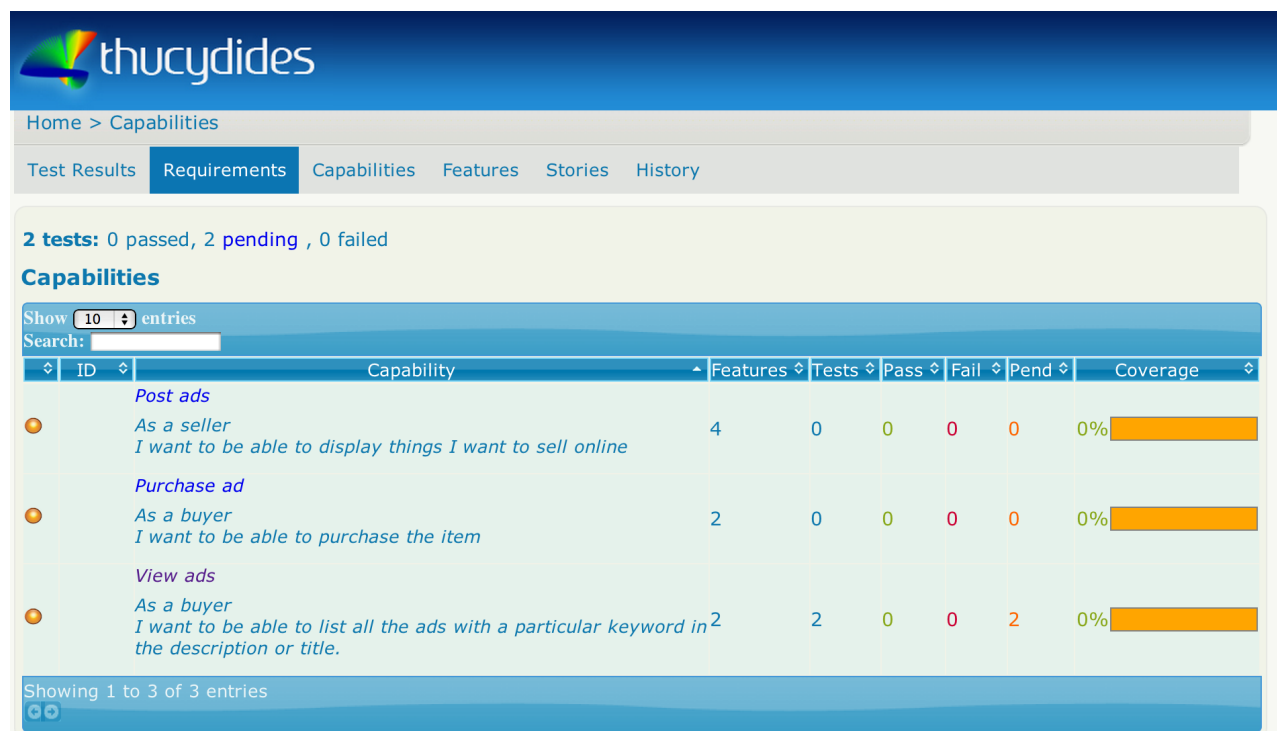 thucydides
Home > Capabilities
Test Results Requirements Capabilities Features Stories History
2 tests: 0 passed, 2 pending , 0 failed
Capabilities
Show 10 entries
Search:
ID Capability Features Tests Pass Fail Pend Coverage
Post ads
As a seller
I want to be able to display things I want to sell online
4 0 0 0 0 0%
Purchase ad
As a buyer
I want to be able to purchase the item
2 0 0 0 0 0%
View ads
As a buyer
I want to be able to list all the ads with a particular keyword in
the description or title.
2 2 0 0 2 0%
Showing 1 to 3 of 3 entries